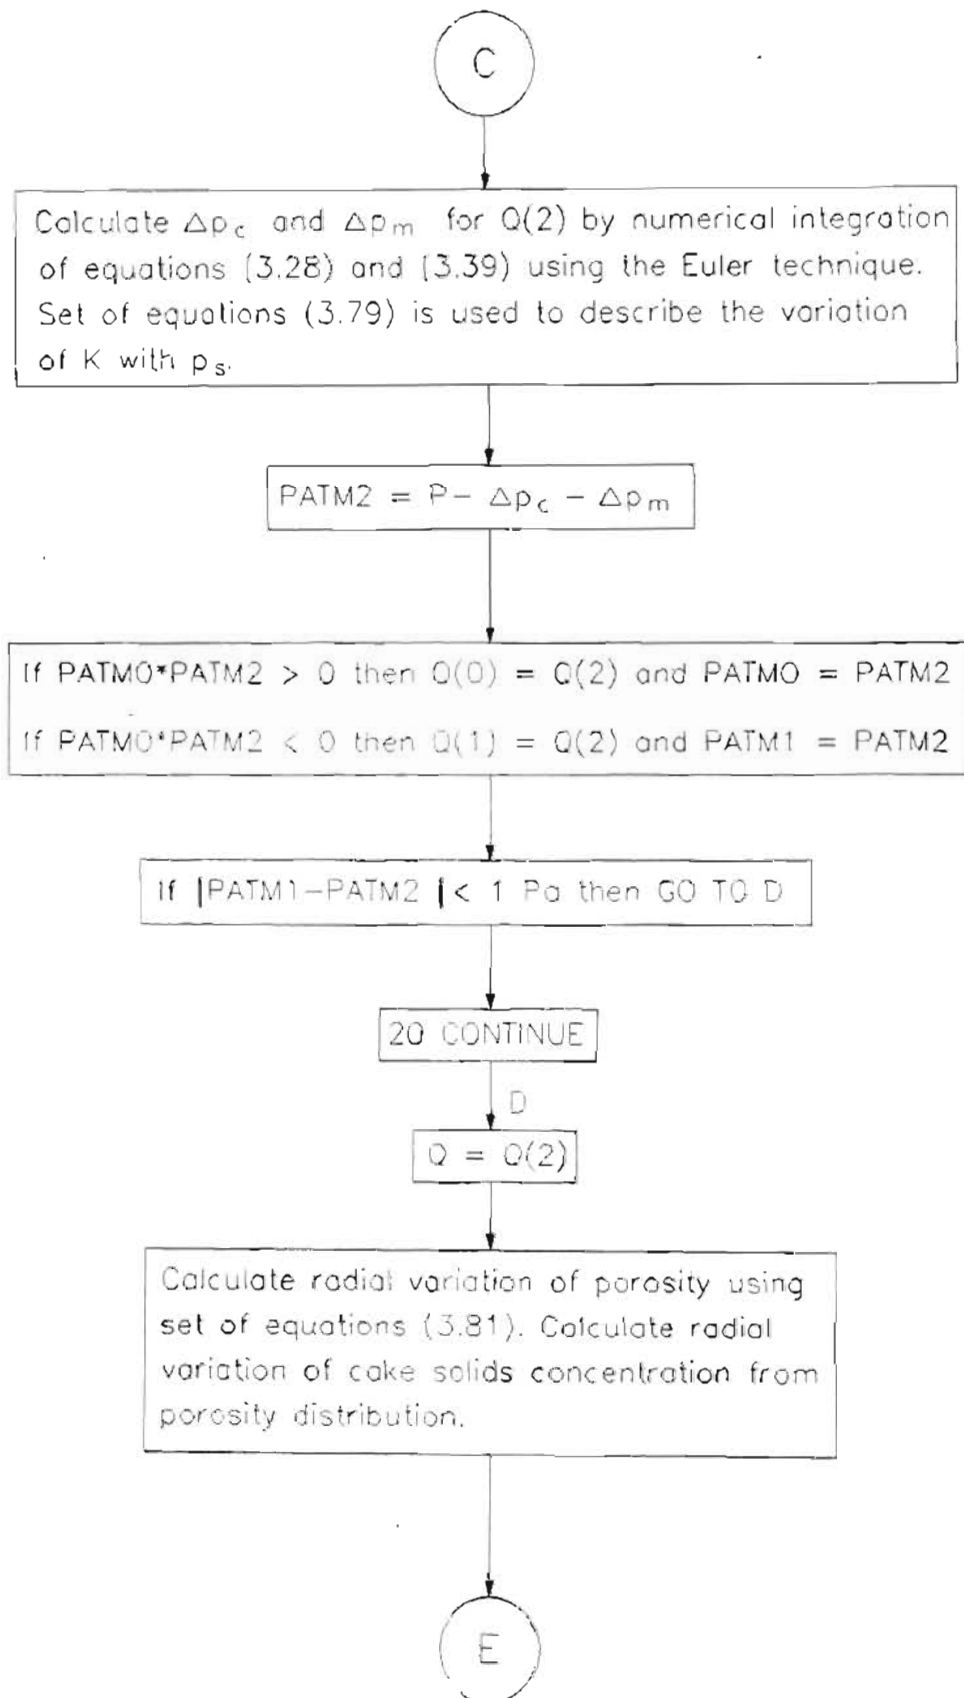 C
Calculate Δpc and Δpm for Q(2) by numerical integration
of equations (3.28) and (3.39) using the Euler technique.
Set of equations (3.79) is used to describe the variation
of K with ps.
PATM2 = P- Δpc - Δpm
If PATM0*PATM2 > 0 then Q(0) = Q(2) and PATM0 = PATM2
If PATM0*PATM2 < 0 then Q(1) = Q(2) and PATM1 = PATM2
If |PATM1-PATM2 |< 1 Pa then GO TO D
20 CONTINUE
D
Q = Q(2)
Calculate radial variation of porosity using
set of equations (3.81). Calculate radial
variation of cake solids concentration from
porosity distribution.
E